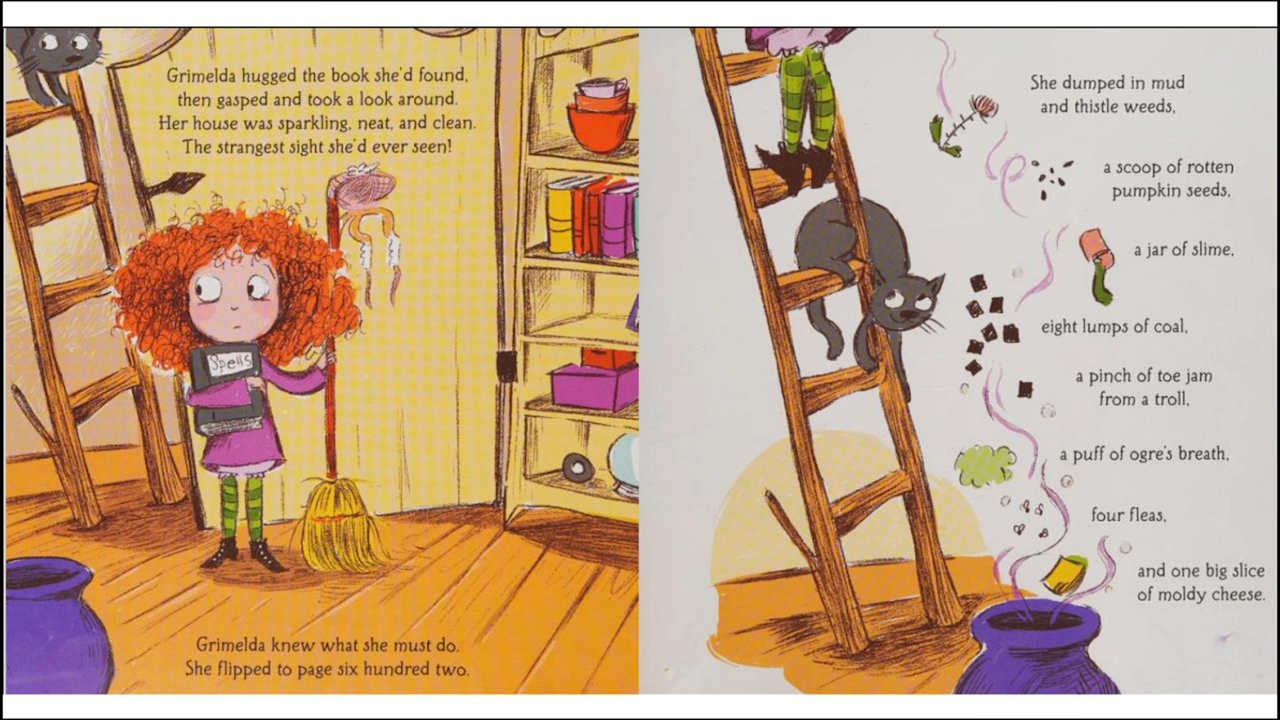 Grimelda hugged the book she'd found,
then gasped and took a look around.
Her house was sparkling, neat, and clean.
The strangest sight she'd ever seen!
Spells
Grimelda knew what she must do.
She flipped to page six hundred two.
She dumped in mud
and thistle weeds,
a scoop of rotten
pumpkin seeds,
a jar of slime,
eight lumps of coal,
a pinch of toe jam
from a troll,
a puff of ogre's breath,
four fleas,
and one big slice
of moldy cheese.